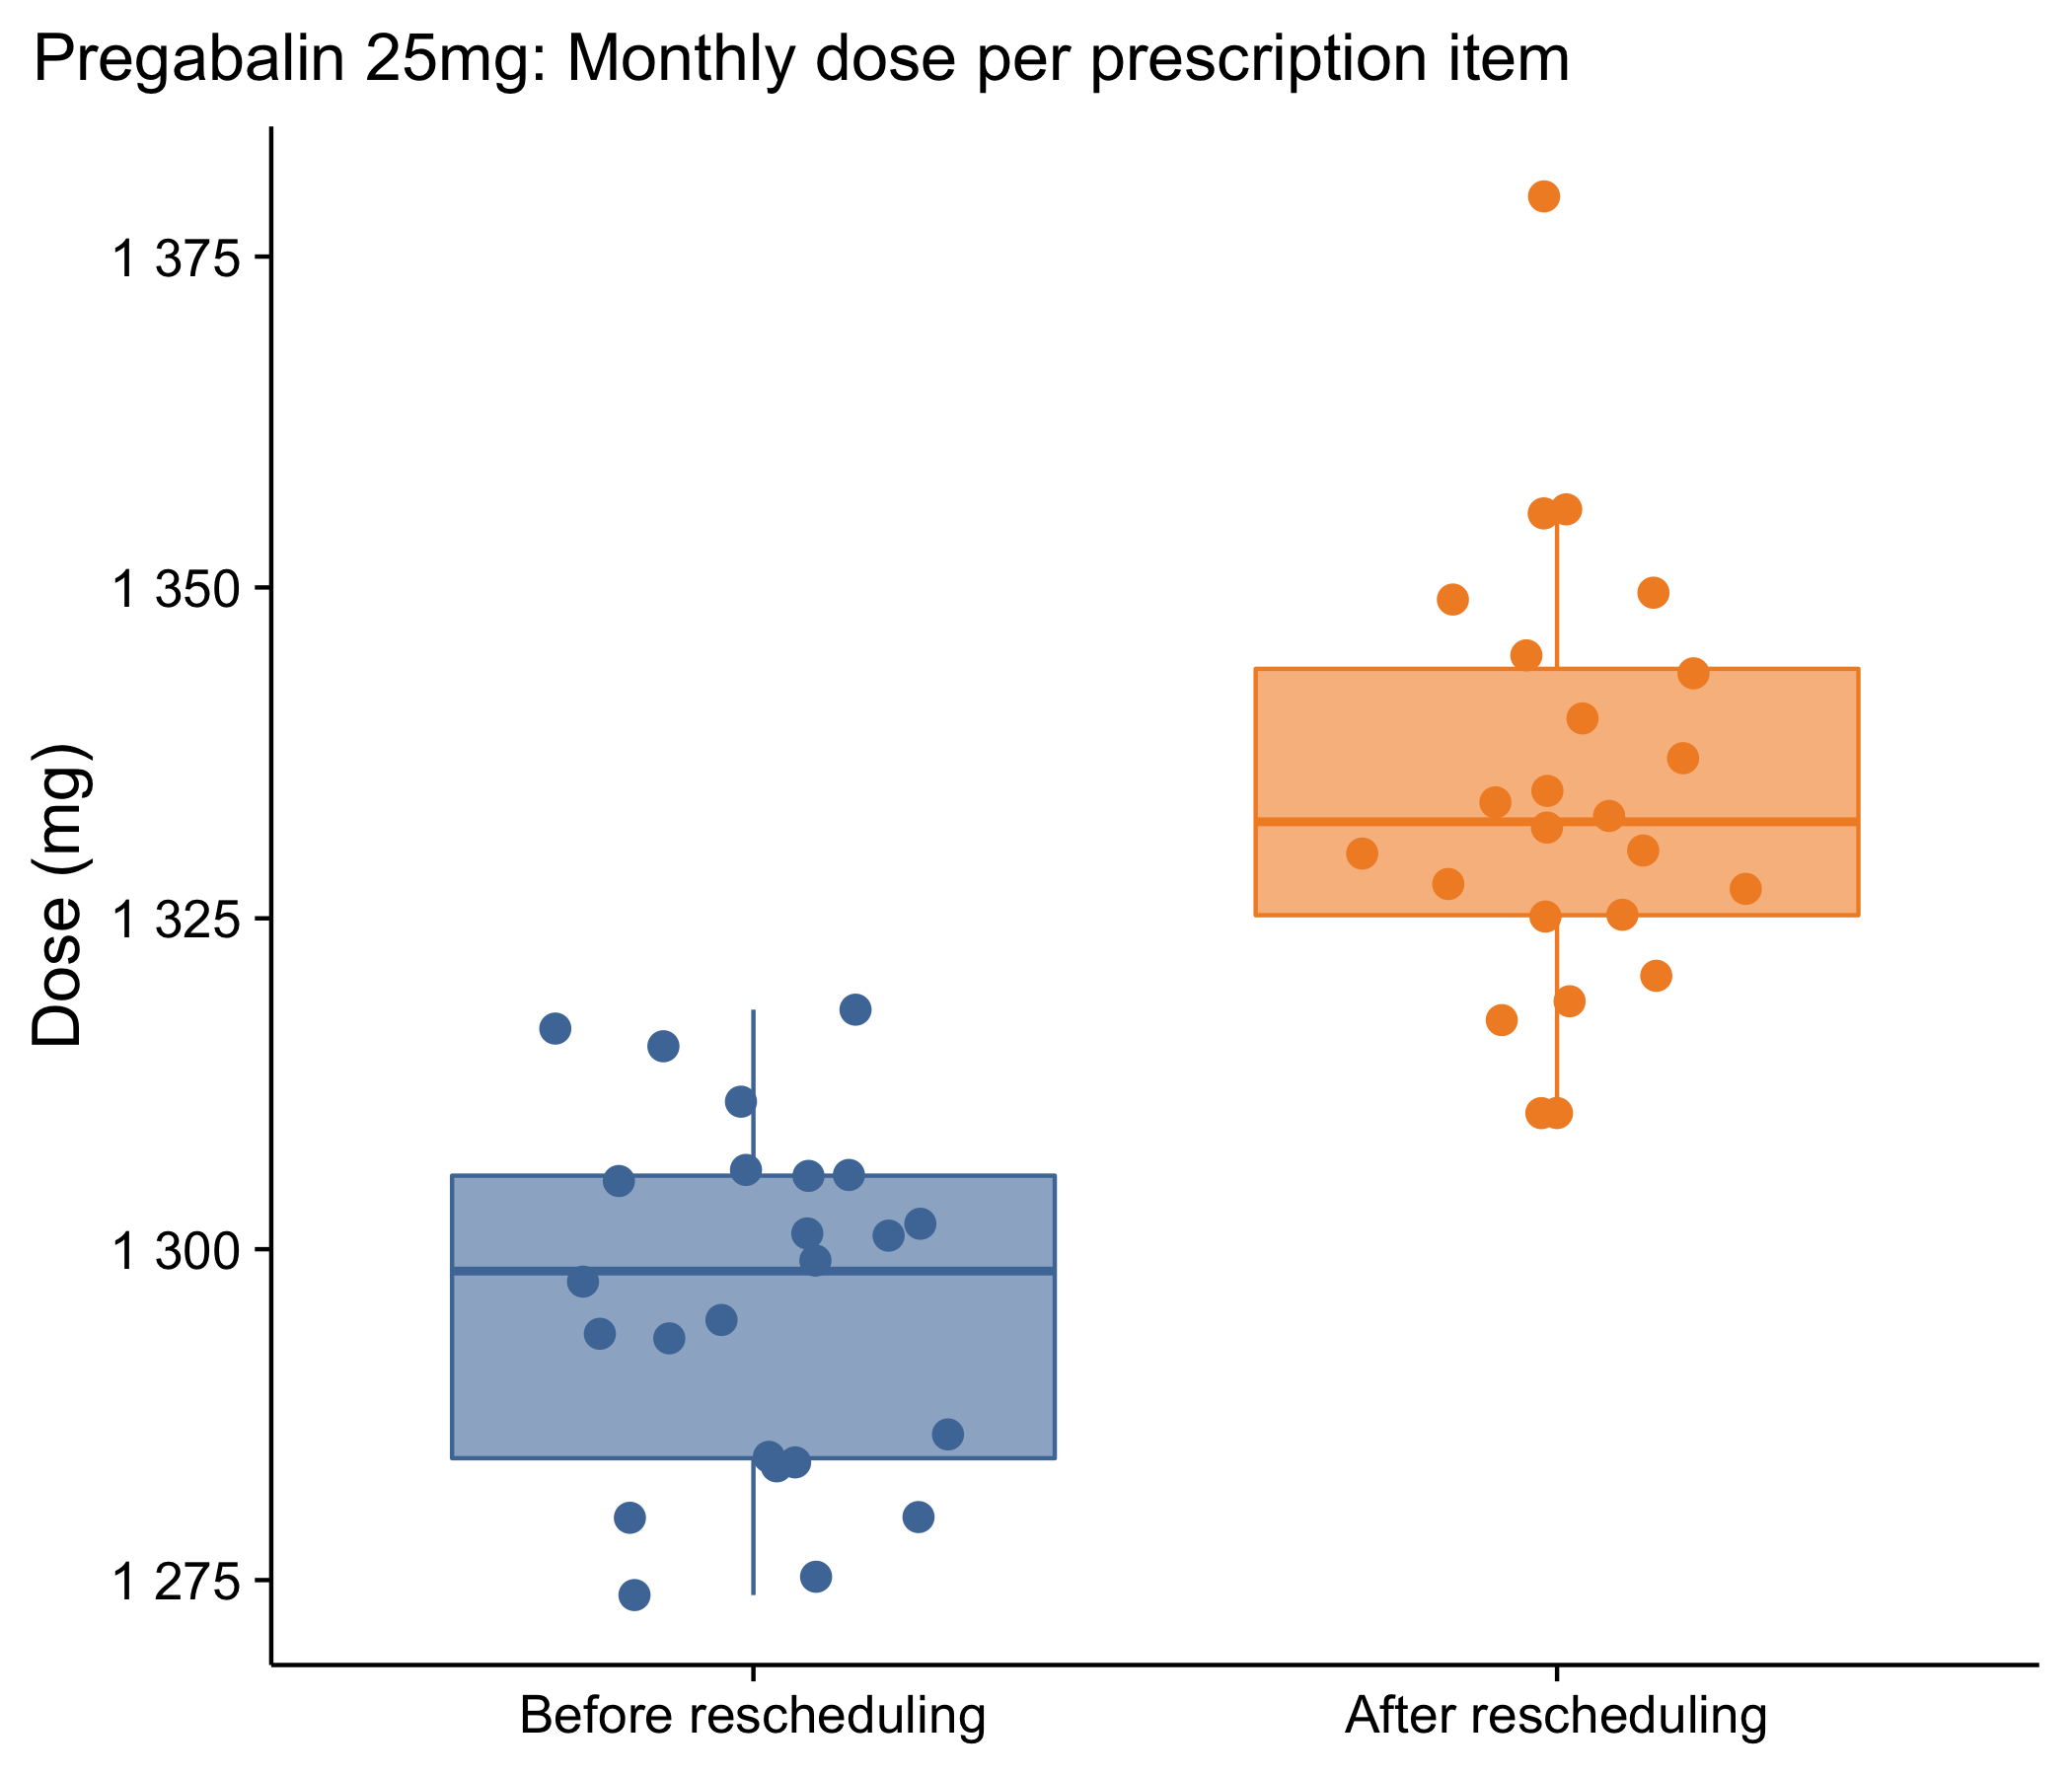 Pregabalin 25mg: Monthly dose per prescription item
Dose (mg)
1 375
1 350
1 325
1 300
1 275
Before rescheduling
After rescheduling